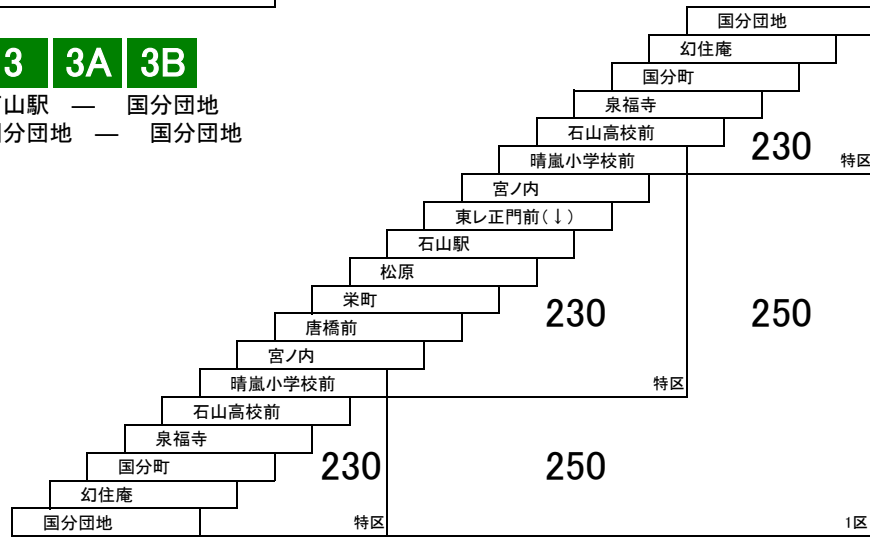 国分団地
幻住庵
3 3A 3B
国分町
山駅 ― 国分団地
泉福寺
分団地 ― 国分団地
石山高校前
230
晴嵐小学校前
特区
宮ノ内
東レ正門前(↓)
石山駅
松原
栄町
230
250
唐橋前
宮ノ内
晴嵐小学校前
特区
石山高校前
泉福寺
国分町
230
250
幻住庵
国分団地
特区
1区